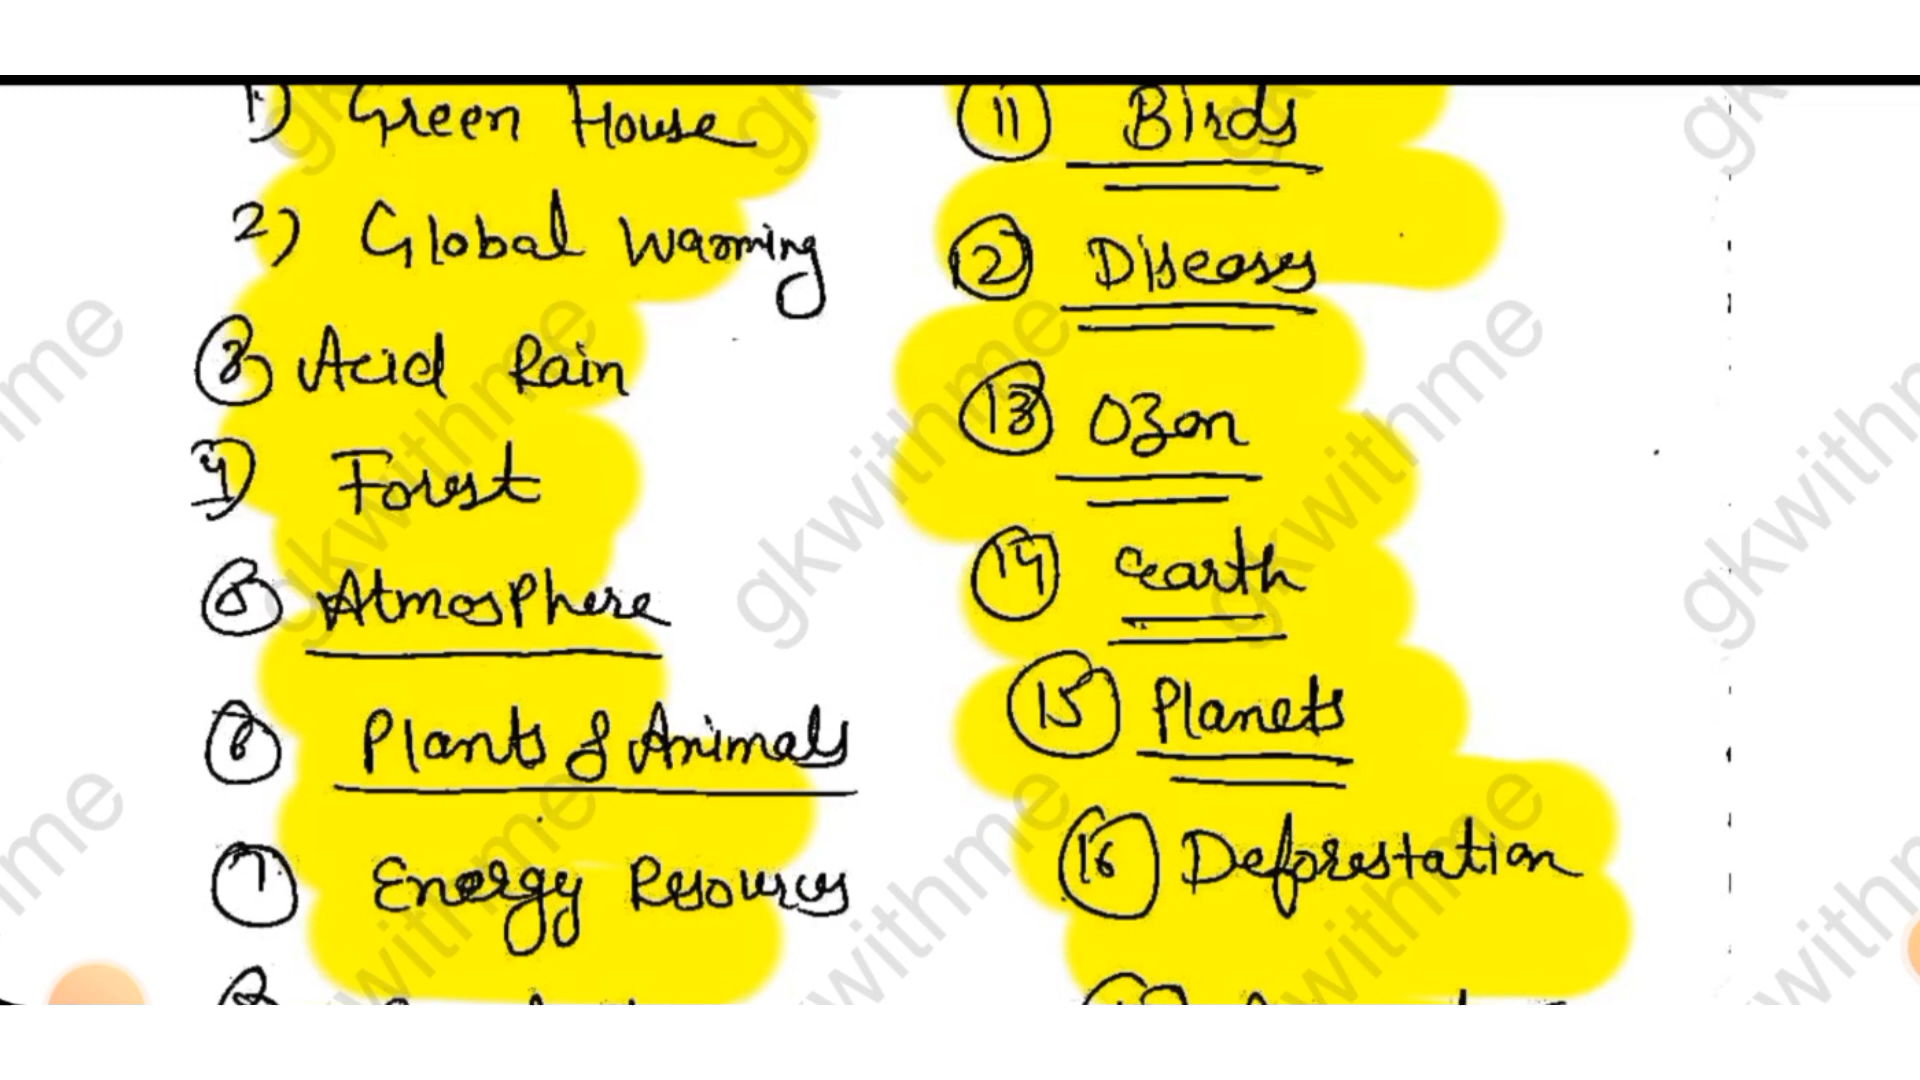 1) Green House
2) Global Warming
3 Acid Rain
4) Forest
5 Atmosphere
6 Plants & Animals
7 Energy Resources
11 Birds
12 Diseases
13 Ozon
14 earth
15 Planets
16 Deforestation
gkwithme